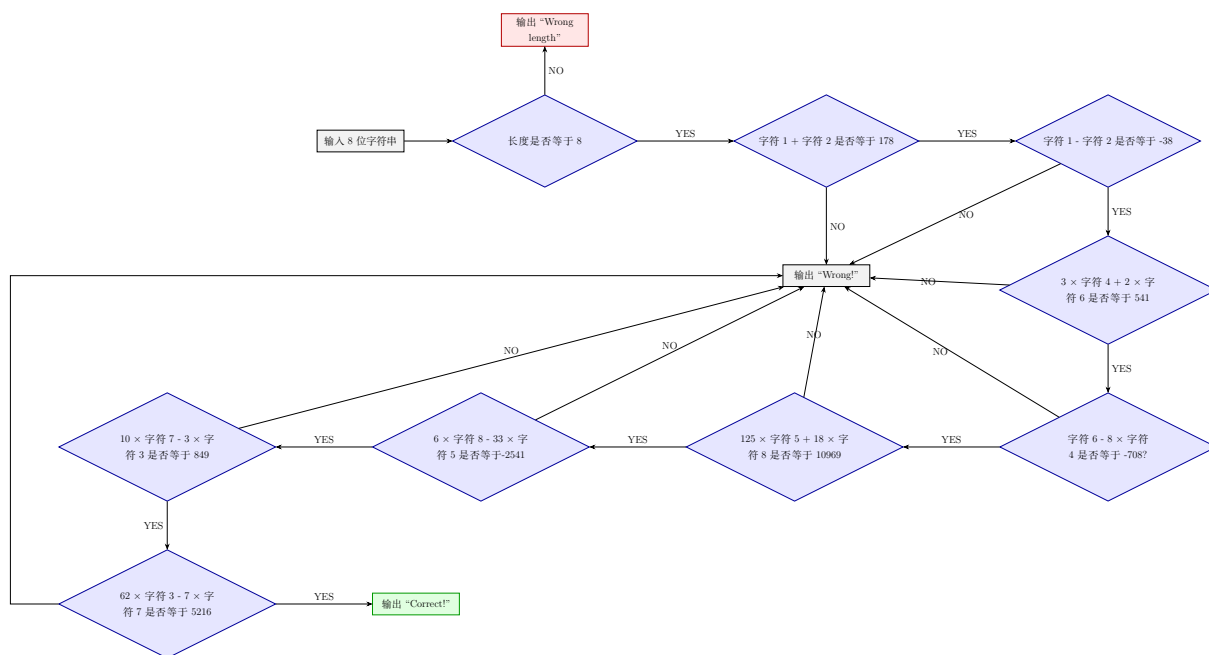 输出 “Wrong
length”
NO
输入 8 位字符串
长度是否等于 8
YES
字符 1 + 字符 2 是否等于 178
YES
字符 1 - 字符 2 是否等于 -38
NO
NO
YES
输出 “Wrong!”
NO
3 × 字符 4 + 2 × 字
符 6 是否等于 541
NO
NO
NO
NO
YES
10 × 字符 7 - 3 × 字
符 3 是否等于 849
YES
6 × 字符 8 - 33 × 字
符 5 是否等于-2541
YES
125 × 字符 5 + 18 × 字
符 8 是否等于 10969
YES
字符 6 - 8 × 字符
4 是否等于 -708?
YES
62 × 字符 3 - 7 × 字
符 7 是否等于 5216
YES
输出 “Correct!”